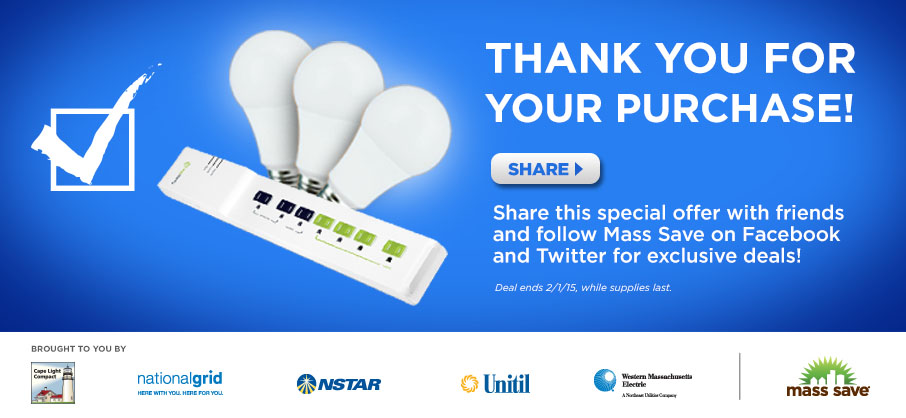 THANK YOU FOR
YOUR PURCHASE!
SHARE
Share this special offer with friends
and follow Mass Save on Facebook
and Twitter for exclusive deals!
Deal ends 2/1/15, while supplies last.
BROUGHT TO YOU BY
Cape Light
Compact
nationalgrid
HERE WITH YOU. HERE FOR YOU.
NSTAR
Unitil
Western Massachusetts
Electric
A Northeast Utilities Company
mass save